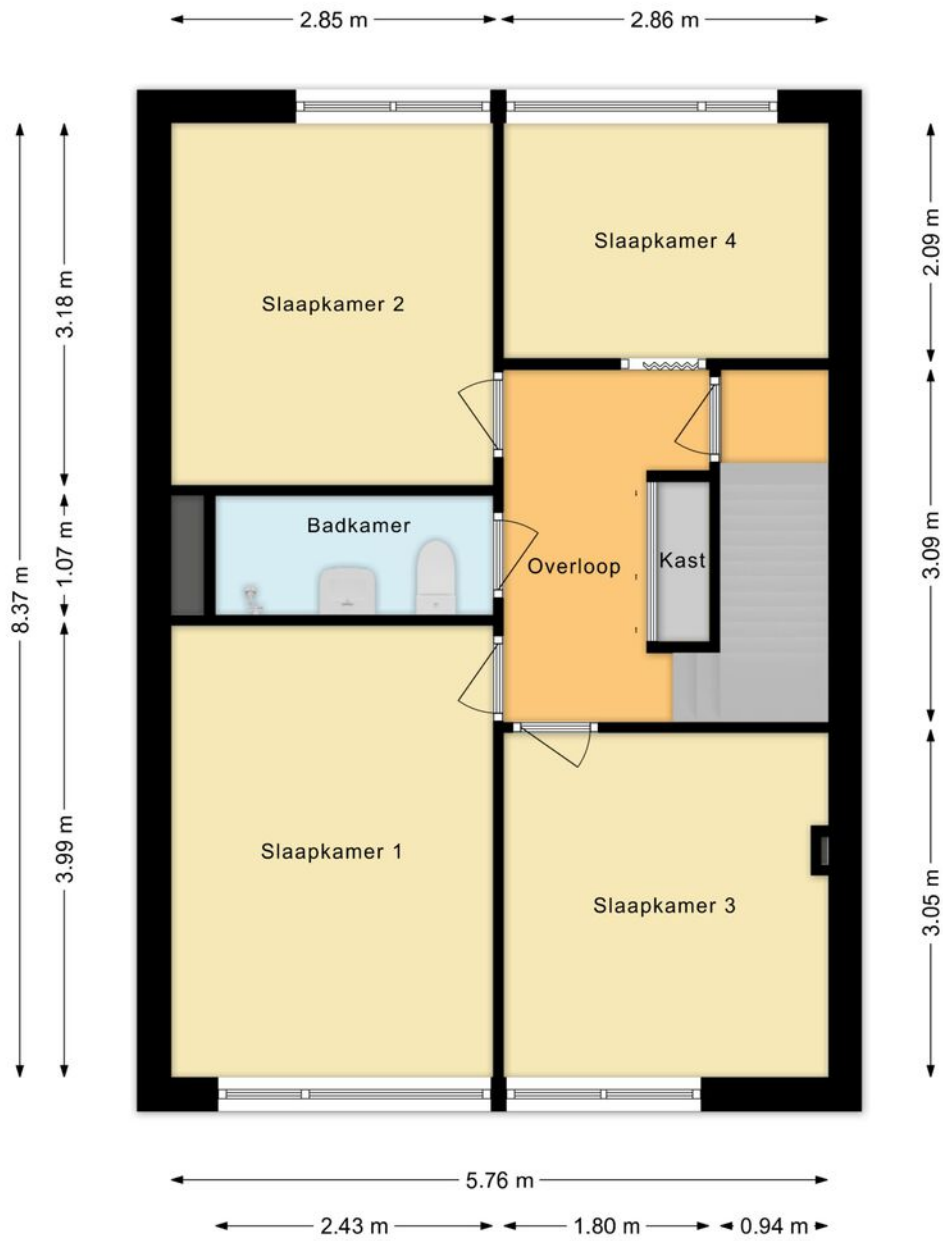 2.85 m
2.86 m
Slaapkamer 4
2.09 m
Slaapkamer 2
3.18 m
Badkamer
1.07 m
Overloop
Kast
3.09 m
8.37 m
Slaapkamer 1
3.99 m
Slaapkamer 3
3.05 m
5.76 m
2.43 m
1.80 m
0.94 m